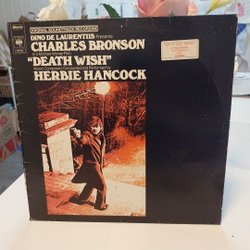 ORIGINAL SOUNDTRACK RECORDING
DINO DE LAURENTIIS Presents
CHARLES BRONSON
in a Michael Winner Film
"DEATH WISH"
Music Composed, Conducted and Performed by
HERBIE HANCOCK